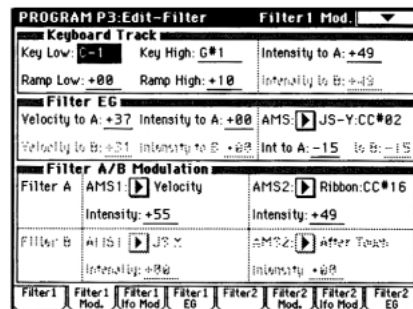 PROGRAM P3:Edit-Filter Filter1 Mod.
Keyboard Track
Key Low: C-1 Key High: G#1 Intensity to A: +49
Ramp Low: +00 Ramp High: +10 Intensity to B: +43
Filter EG
Velocity to A: +37 Intensity to A: +00 AMS: JS-Y:CC#02
Velocity to B: +31 Intensity to B: +00 Int to A: -15 to B: -15
Filter A/B Modulation
Filter A AMS1: Velocity AMS2: Ribbon:CC#16
Intensity: +55 Intensity: +49
Filter B AMS1: JS X AMS2: After Touch
Intensity: +00 Intensity: +00
Filter1 Filter1 Mod. Filter1 lfo Mod Filter1 EG Filter2 Filter2 Mod. Filter2 lfo Mod Filter2 EG